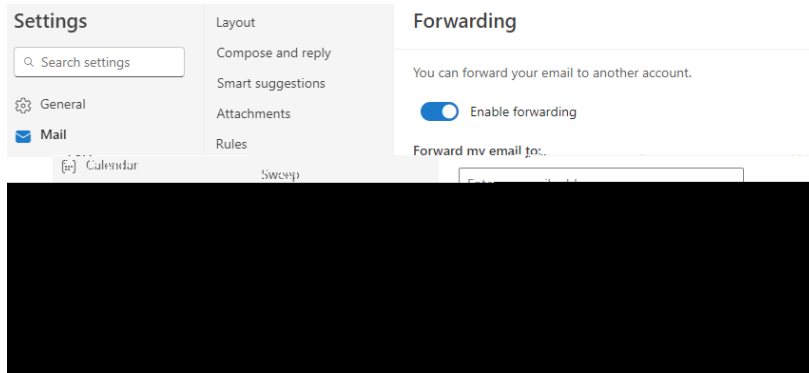 Settings
Search settings
General
Mail
Calendar
Layout
Compose and reply
Smart suggestions
Attachments
Rules
Sweep
Forwarding
You can forward your email to another account.
Enable forwarding
Forward my email to: